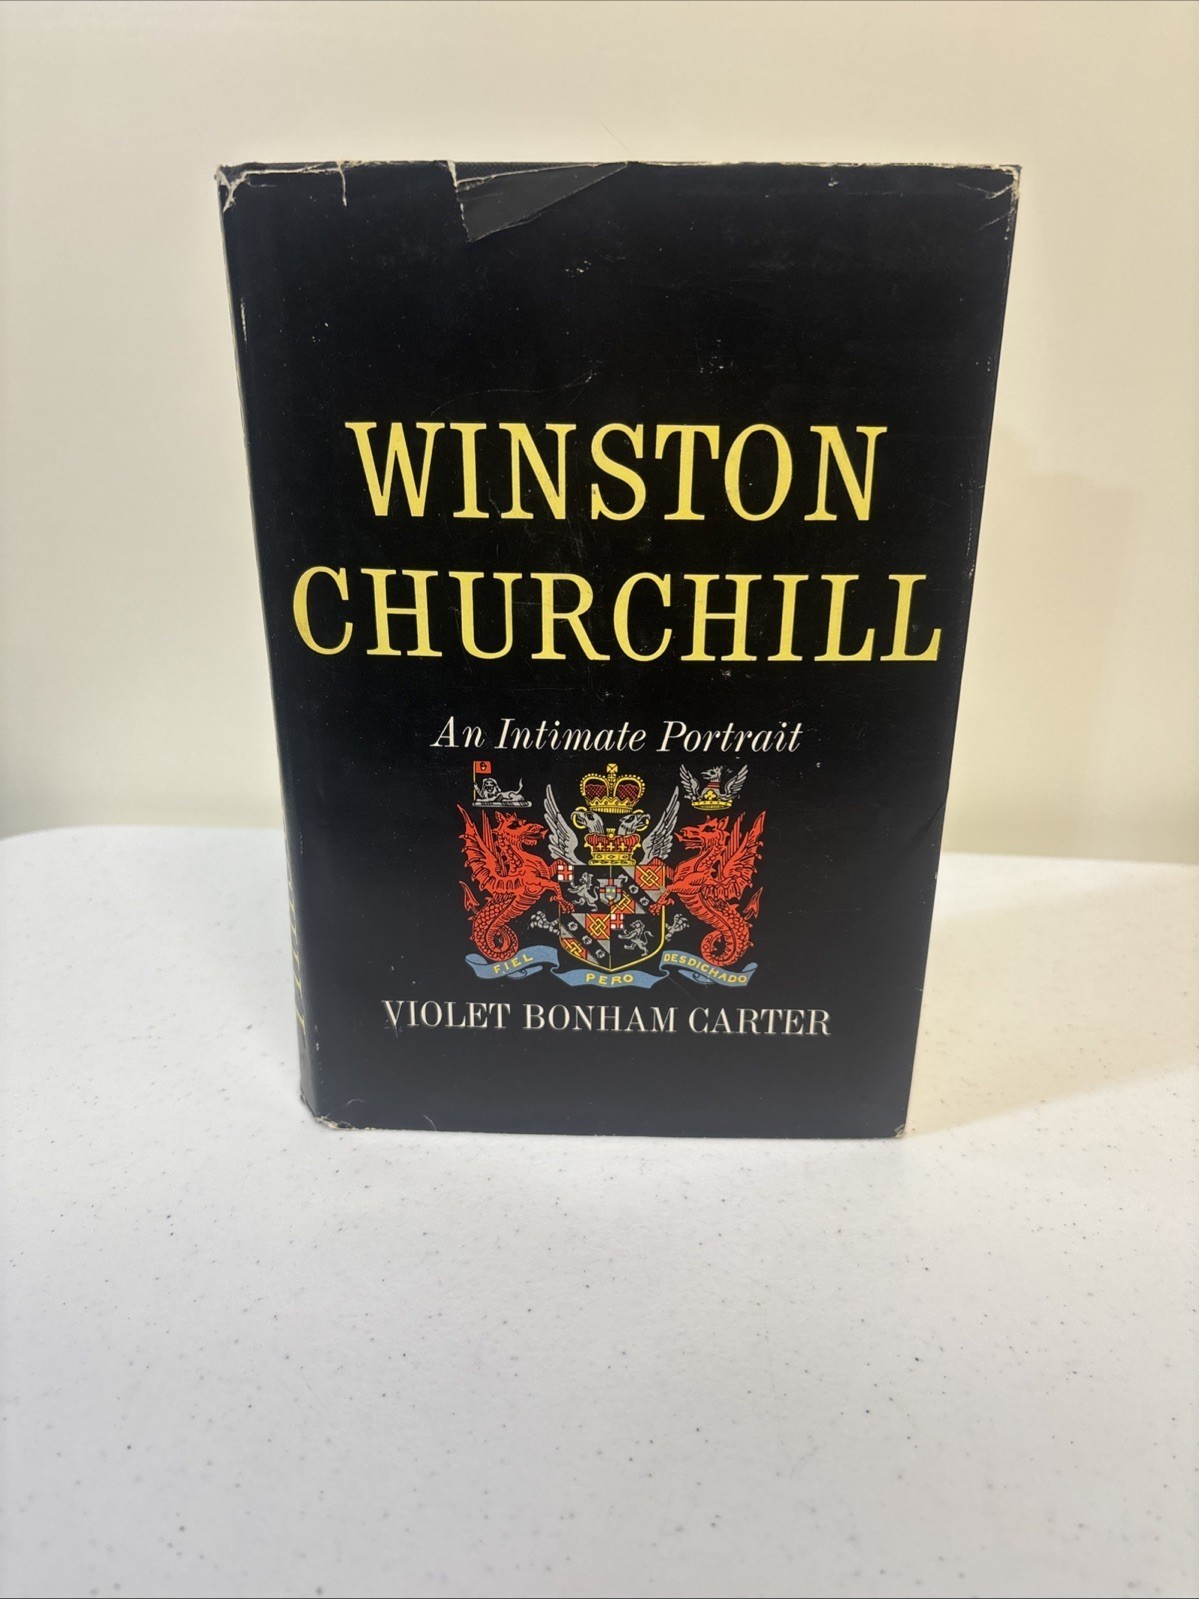 WINSTON
CHURCHILL
An Intimate Portrait
FIEL PERO DESDICHADO
VIOLET BONHAM CARTER